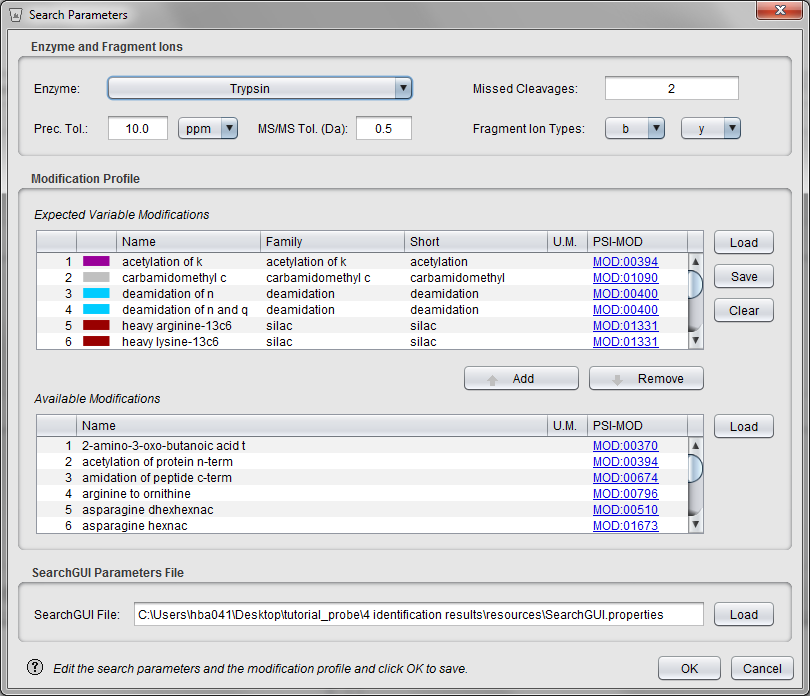 Search Parameters
Enzyme and Fragment Ions
Enzyme: Trypsin Missed Cleavages: 2
Prec. Tol.: 10.0 ppm MS/MS Tol. (Da): 0.5 Fragment Ion Types: b y
Modification Profile
Expected Variable Modifications
Name Family Short U.M. PSI-MOD Load
1 acetylation of k acetylation of k acetylation MOD:00394
2 carbamidomethyl c carbamidomethyl c carbamidomethyl MOD:01090 Save
3 deamidation of n deamidation deamidation MOD:00400
4 deamidation of n and q deamidation deamidation MOD:00400 Clear
5 heavy arginine-13c6 silac silac MOD:01331
6 heavy lysine-13c6 silac silac MOD:01331
Add Remove
Available Modifications
Name U.M. PSI-MOD Load
1 2-amino-3-oxo-butanoic acid t MOD:00370
2 acetylation of protein n-term MOD:00394
3 amidation of peptide c-term MOD:00674
4 arginine to ornithine MOD:00796
5 asparagine dhexhexnac MOD:00510
6 asparagine hexnac MOD:01673
SearchGUI Parameters File
SearchGUI File: C:\Users\hba041\Desktop\tutorial_probe\4 identification results\resources\SearchGUI.properties Load
? Edit the search parameters and the modification profile and click OK to save. OK Cancel